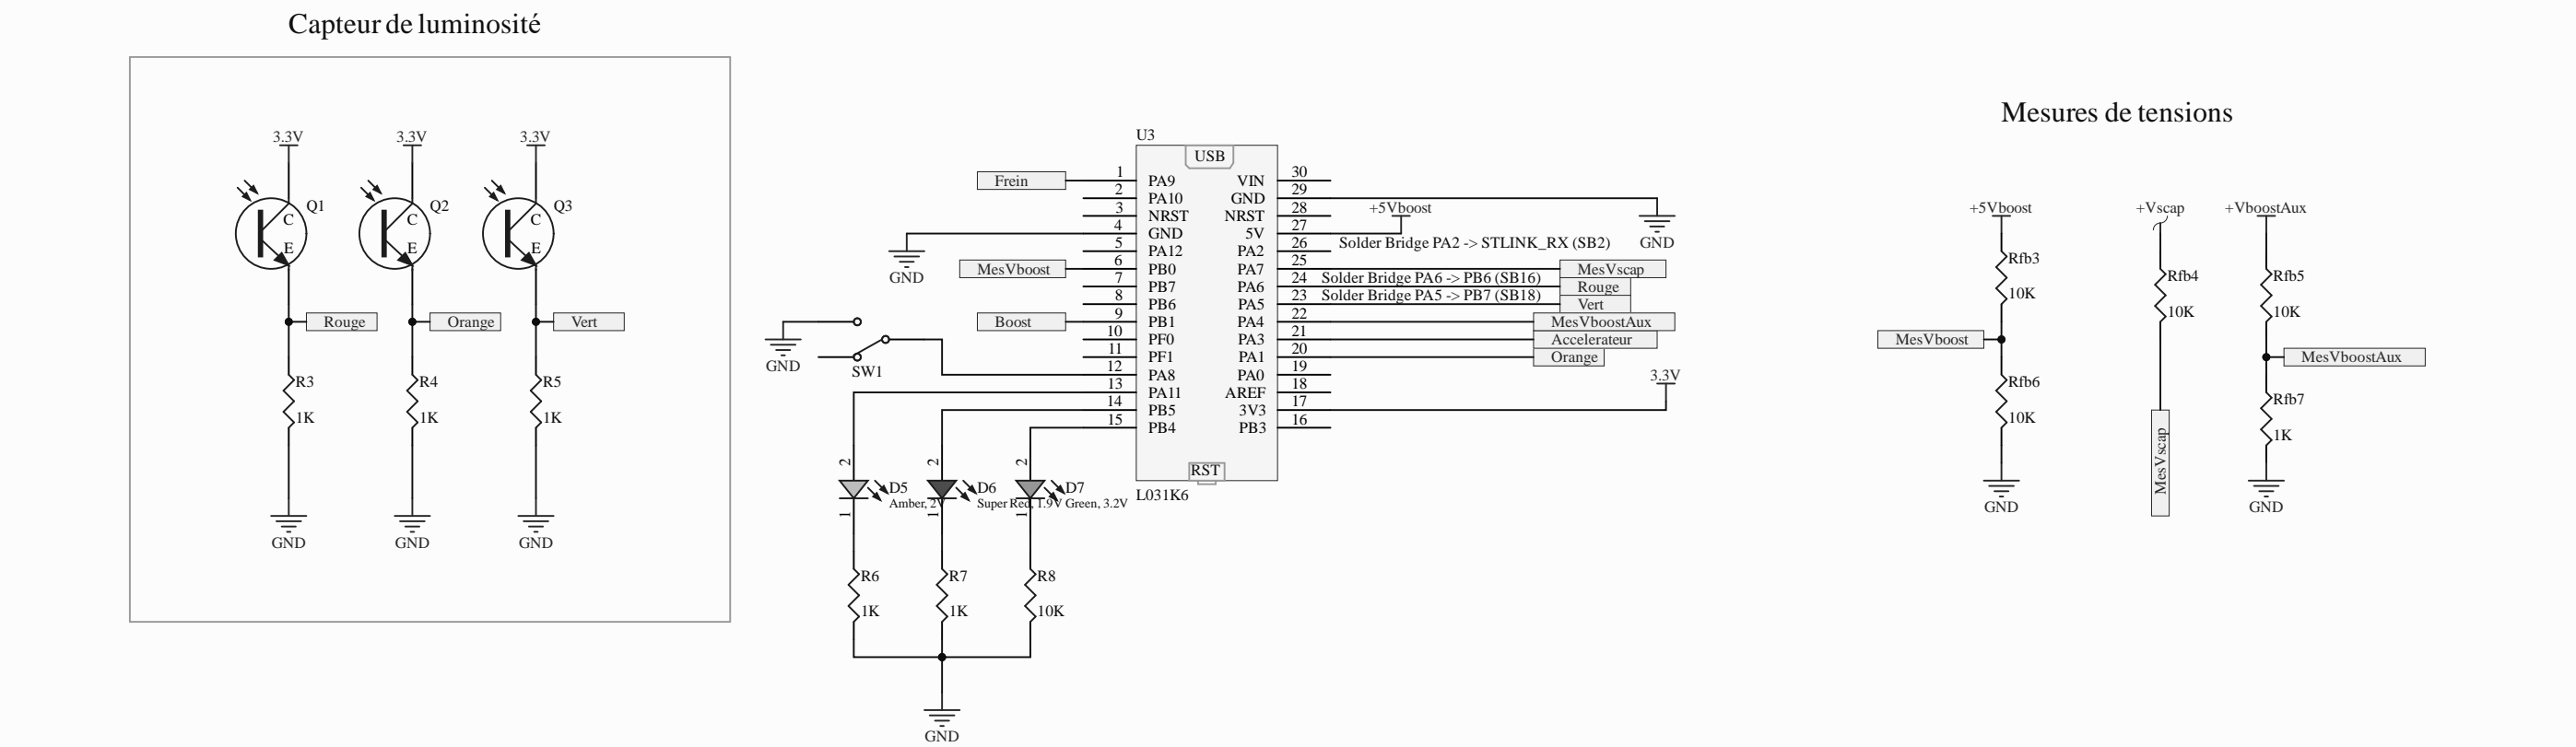 Capteur de luminosité
3.3V
3.3V
3.3V
Q1
Q2
Q3
C
C
C
E
E
E
Rouge
Orange
Vert
R3
R4
R5
1K
1K
1K
GND
GND
GND
U3
USB
Frein
1
PA9
2
PA10
3
NRST
4
GND
GND
5
PA12
MesVboost
6
PB0
7
PB7
8
PB6
Boost
9
PB1
10
PF0
11
PF1
12
PA8
13
PA11
14
PB5
15
PB4
GND
SW1
30
VIN
29
GND
GND
28
NRST
27
5V
+5Vboost
26
PA2
Solder Bridge PA2 -> STLINK_RX (SB2)
25
PA7
MesVscap
24
PA6
Solder Bridge PA6 -> PB6 (SB16)
Rouge
23
PA5
Solder Bridge PA5 -> PB7 (SB18)
Vert
22
PA4
MesVboostAux
21
PA3
Accelerateur
20
PA1
Orange
19
PA0
18
AREF
17
3V3
3.3V
16
PB3
RST
L031K6
2
2
2
D5
Amber, 2V
D6
Super Red, 1.9V
D7
Green, 3.2V
1
1
1
R6
1K
R7
1K
R8
10K
GND
Mesures de tensions
+5Vboost
Rfb3
10K
MesVboost
Rfb6
10K
GND
+Vscap
Rfb4
10K
MesVscap
+VboostAux
Rfb5
10K
MesVboostAux
Rfb7
1K
GND